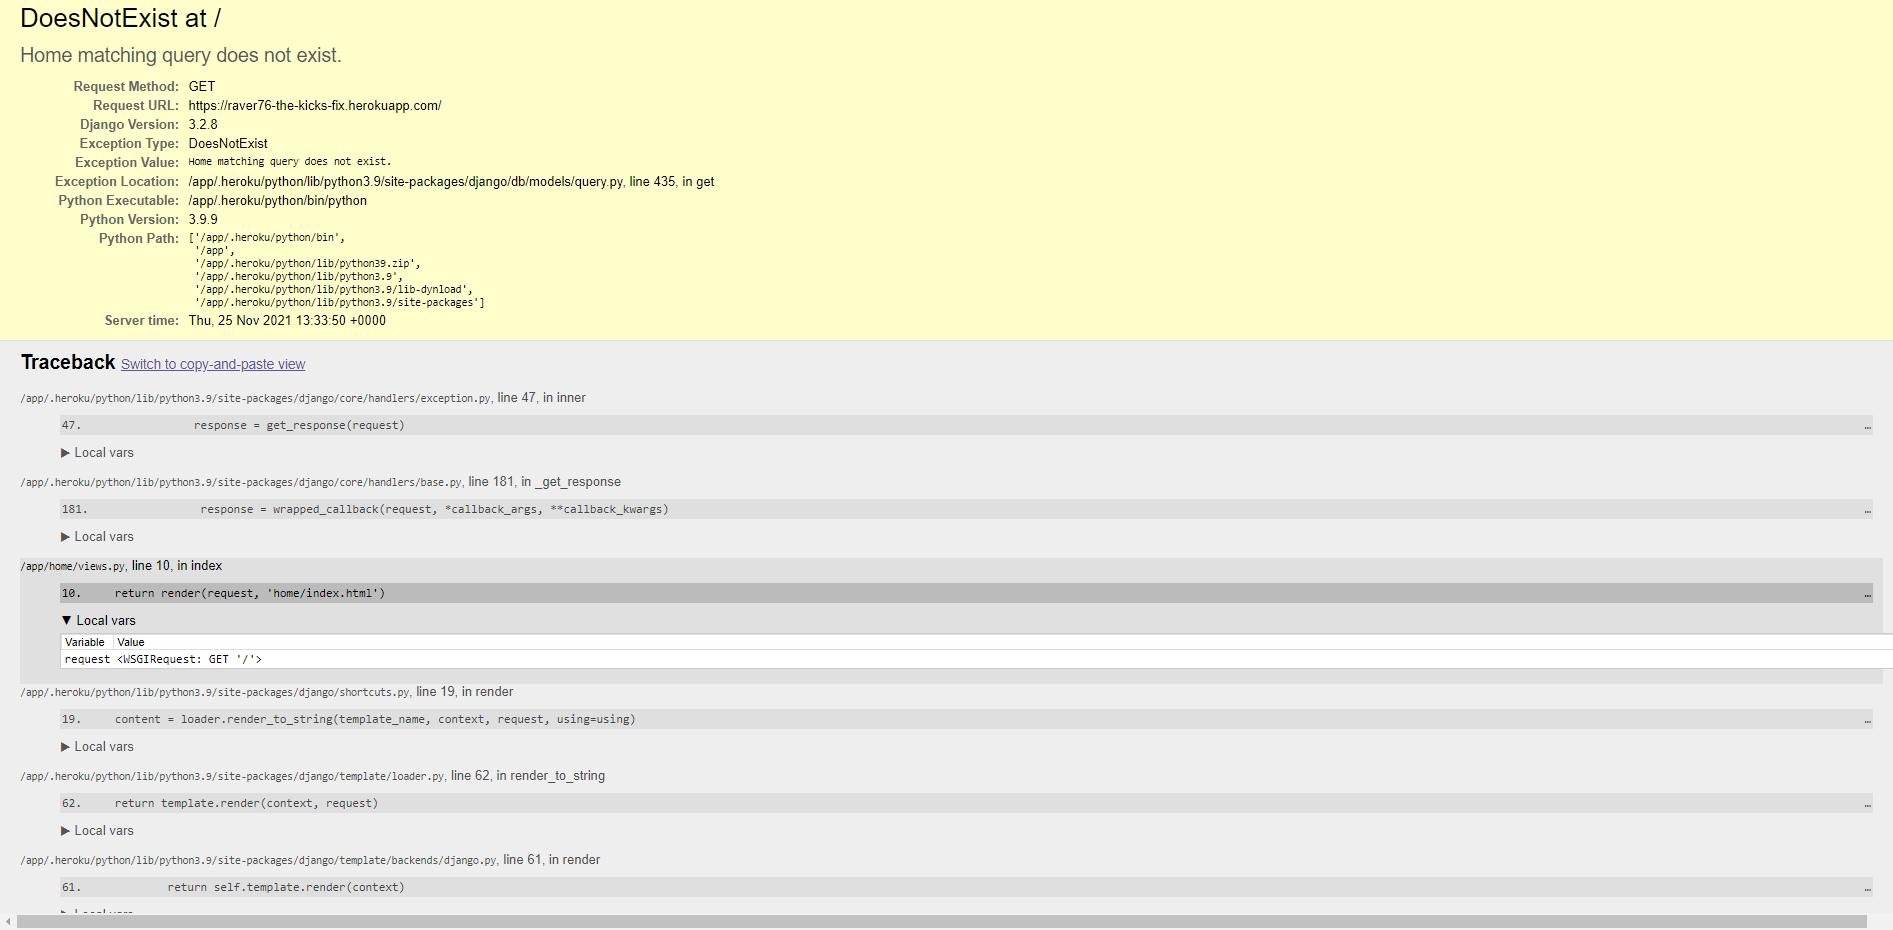 DoesNotExist at /
Home matching query does not exist.
Request Method: GET
Request URL: https://raver76-the-kicks-fix.herokuapp.com/
Django Version: 3.2.8
Exception Type: DoesNotExist
Exception Value: Home matching query does not exist.
Exception Location: /app/.heroku/python/lib/python3.9/site-packages/django/db/models/query.py, line 435, in get
Python Executable: /app/.heroku/python/bin/python
Python Version: 3.9.9
Python Path: ['/app/.heroku/python/bin',
'/app',
'/app/.heroku/python/lib/python39.zip',
'/app/.heroku/python/lib/python3.9',
'/app/.heroku/python/lib/python3.9/lib-dynload',
'/app/.heroku/python/lib/python3.9/site-packages']
Server time: Thu, 25 Nov 2021 13:33:50 +0000
Traceback Switch to copy-and-paste view
/app/.heroku/python/lib/python3.9/site-packages/django/core/handlers/exception.py, line 47, in inner
47. response = get_response(request) …
▶ Local vars
/app/.heroku/python/lib/python3.9/site-packages/django/core/handlers/base.py, line 181, in _get_response
181. response = wrapped_callback(request, *callback_args, **callback_kwargs) …
▶ Local vars
/app/home/views.py, line 10, in index
10. return render(request, 'home/index.html') …
▼ Local vars
Variable Value
request <WSGIRequest: GET '/'>
/app/.heroku/python/lib/python3.9/site-packages/django/shortcuts.py, line 19, in render
19. content = loader.render_to_string(template_name, context, request, using=using) …
▶ Local vars
/app/.heroku/python/lib/python3.9/site-packages/django/template/loader.py, line 62, in render_to_string
62. return template.render(context, request) …
▶ Local vars
/app/.heroku/python/lib/python3.9/site-packages/django/template/backends/django.py, line 61, in render
61. return self.template.render(context) …
▶ Local vars